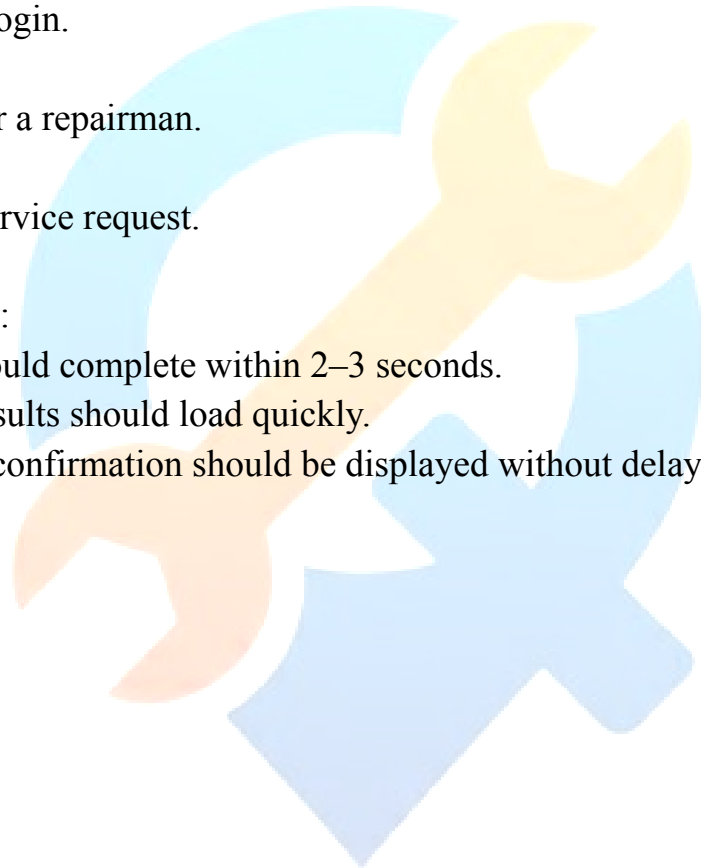 ogin.
r a repairman.
rvice request.
:
uld complete within 2–3 seconds.
sults should load quickly.
confirmation should be displayed without delay